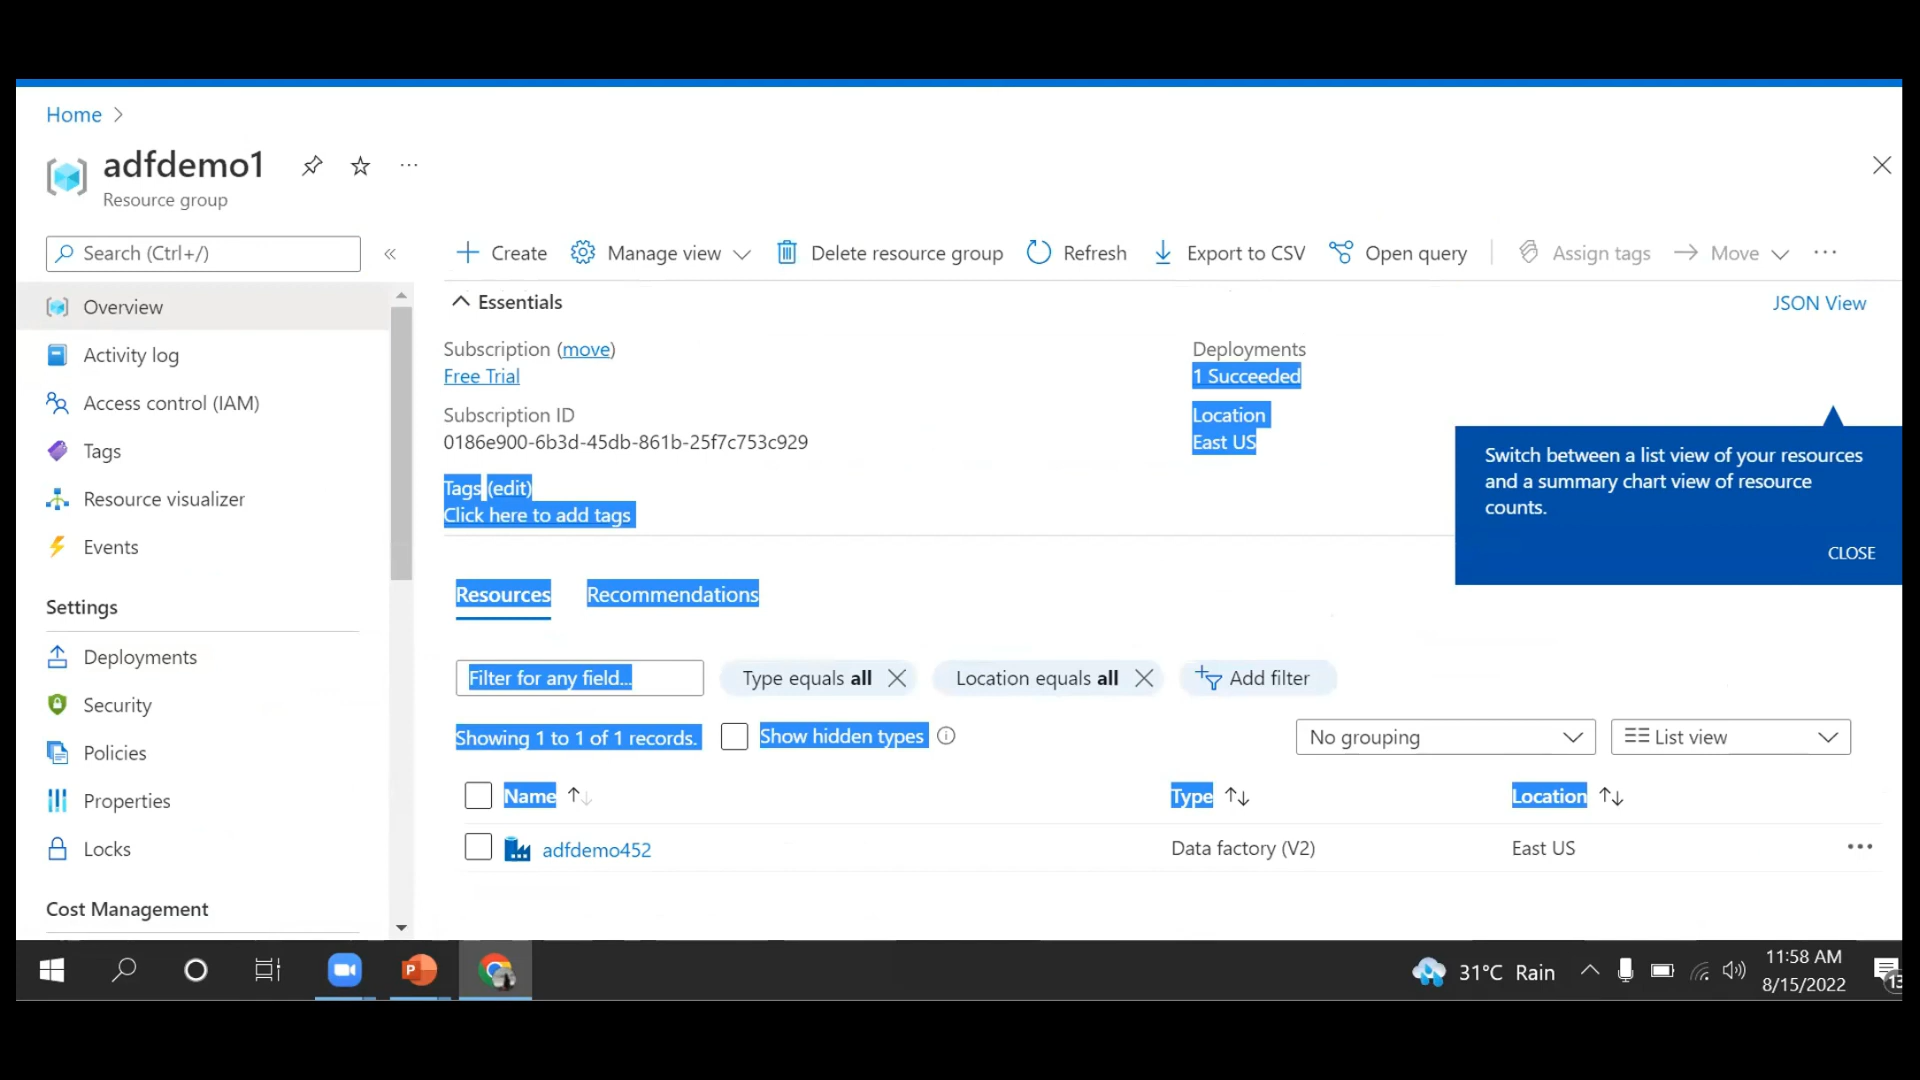 Home
adfdemo1
Resource group
Search (Ctrl+/)
Create
Manage view
Delete resource group
Refresh
Export to CSV
Open query
Assign tags
Move
Overview
Activity log
Access control (IAM)
Tags
Resource visualizer
Events
Settings
Deployments
Security
Policies
Properties
Locks
Cost Management
Essentials
JSON View
Subscription (move)
Free Trial
Subscription ID
0186e900-6b3d-45db-861b-25f7c753c929
Tags (edit)
Click here to add tags
Deployments
1 Succeeded
Location
East US
Switch between a list view of your resources
and a summary chart view of resource
counts.
CLOSE
Resources
Recommendations
Filter for any field...
Type equals all
Location equals all
Add filter
Showing 1 to 1 of 1 records.
Show hidden types
No grouping
List view
Name
Type
Location
adfdemo452
Data factory (V2)
East US
31°C Rain
11:58 AM
8/15/2022
13